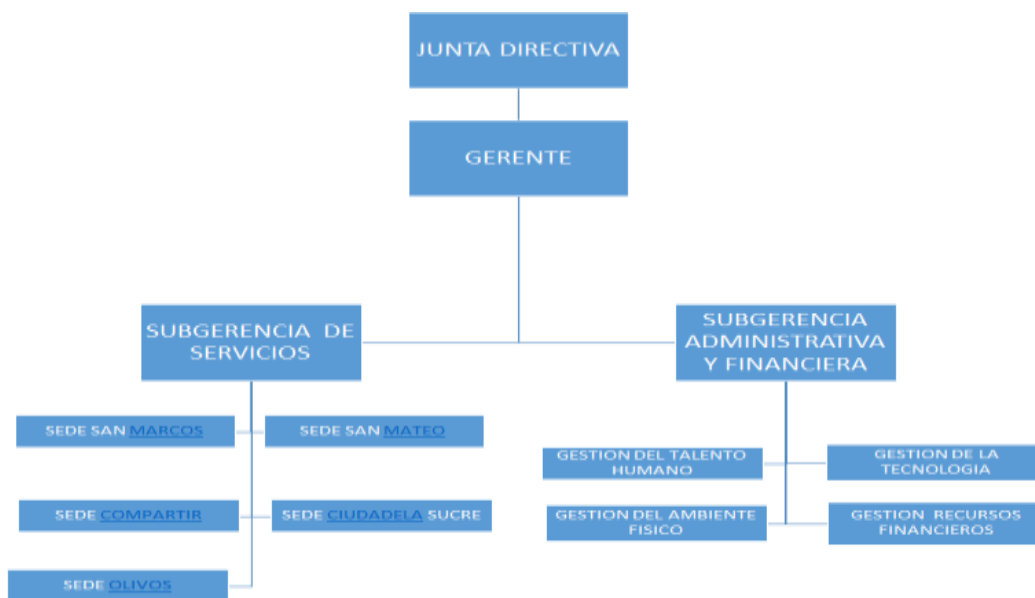 JUNTA DIRECTIVA
GERENTE
SUBGERENCIA DE
SERVICIOS
SUBGERENCIA
ADMINISTRATIVA
Y FINANCIERA
SEDE SAN MARCOS
SEDE SAN MATEO
SEDE COMPARTIR
SEDE CIUDADELA SUCRE
SEDE OLIVOS
GESTION DEL TALENTO
HUMANO
GESTION DE LA
TECNOLOGIA
GESTION DEL AMBIENTE
FISICO
GESTION RECURSOS
FINANCIEROS